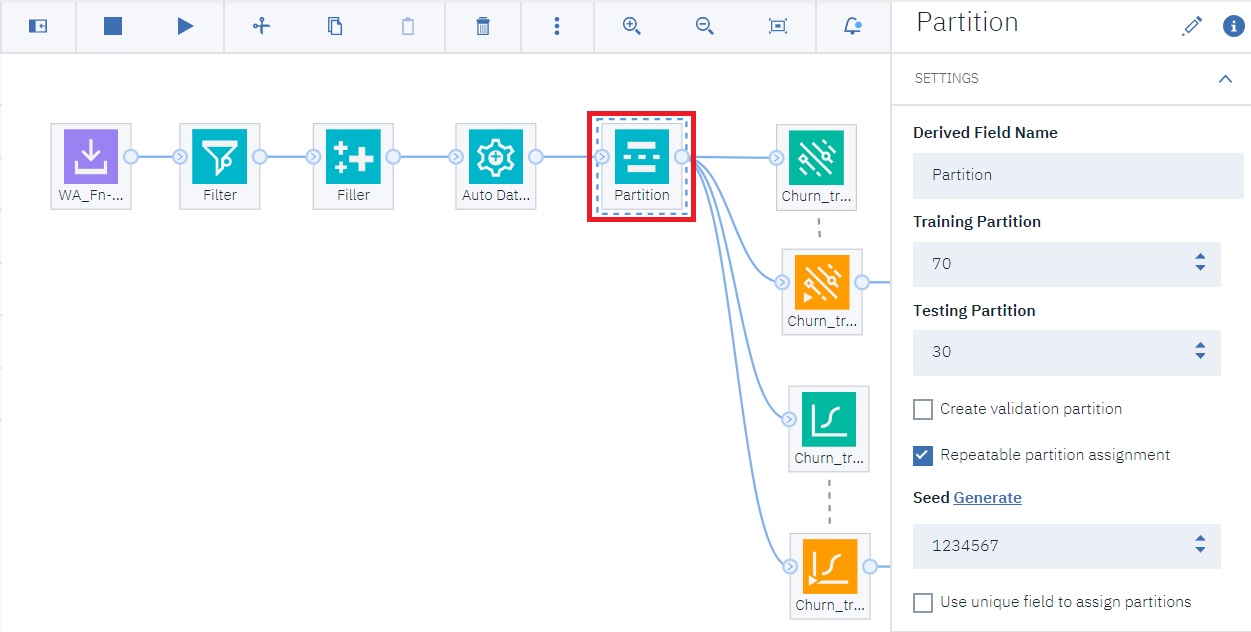 Partition
SETTINGS
WA_Fn-...
Filter
Filler
Auto Dat...
Partition
Churn_tr...
Churn_tr...
Churn_tr...
Churn_tr...
Derived Field Name
Partition
Training Partition
70
Testing Partition
30
Create validation partition
Repeatable partition assignment
Seed Generate
1234567
Use unique field to assign partitions